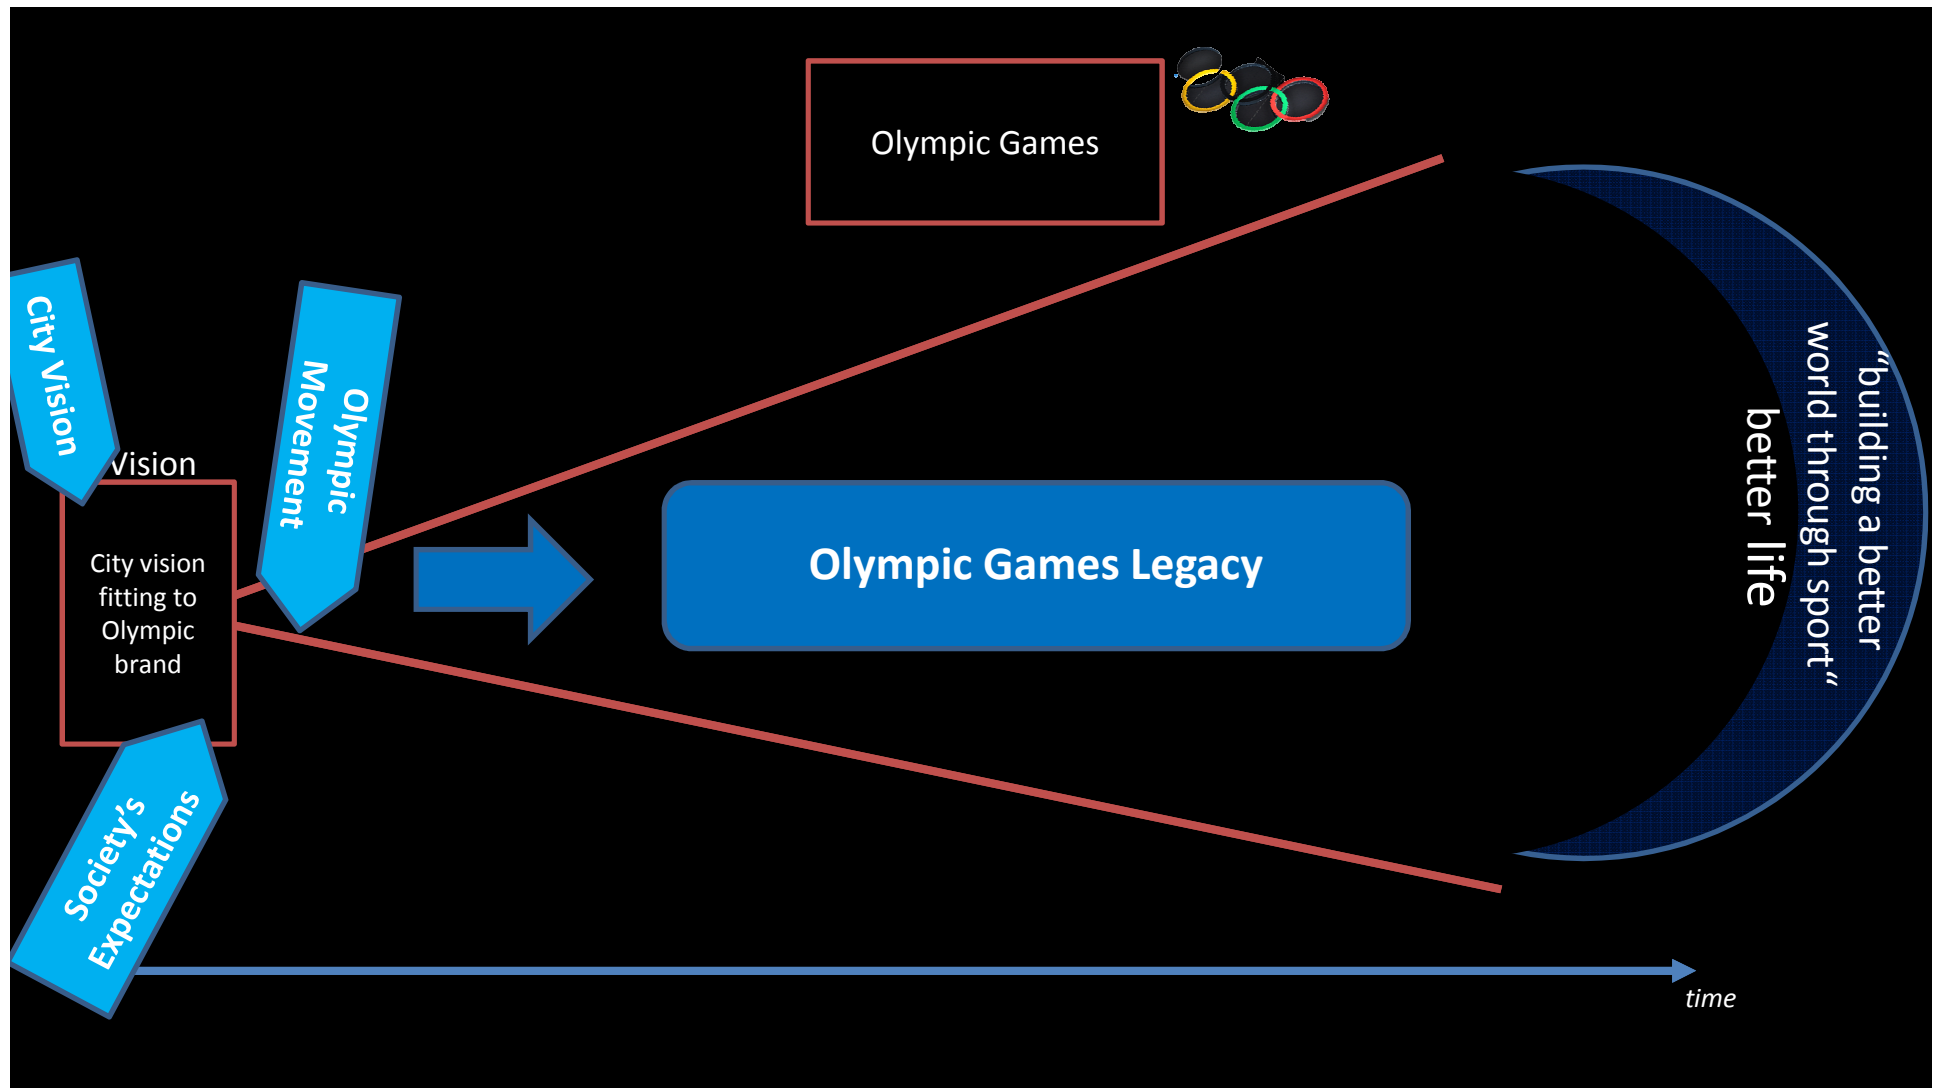 Olympic Games
City Vision
Olympic
Movement
Vision
City vision
fitting to
Olympic
brand
Olympic Games Legacy
“building a better
world through sport“
better life
Society’s
Expectations
time